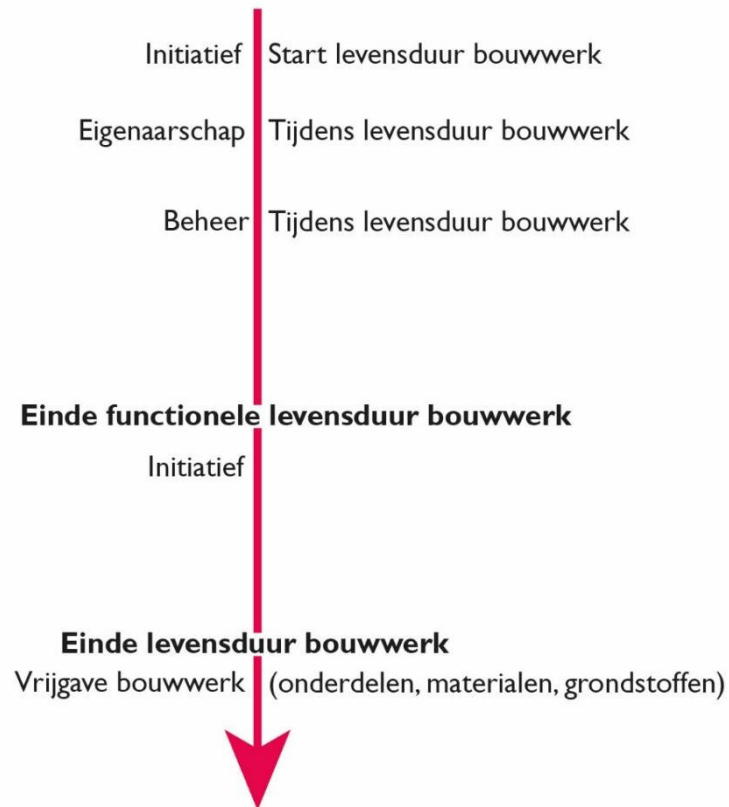 Initiatief Start levensduur bouwwerk
Eigenaarschap Tijdens levensduur bouwwerk
Beheer Tijdens levensduur bouwwerk
Einde functionele levensduur bouwwerk
Initiatief
Einde levensduur bouwwerk
Vrijgave bouwwerk (onderdelen, materialen, grondstoffen)